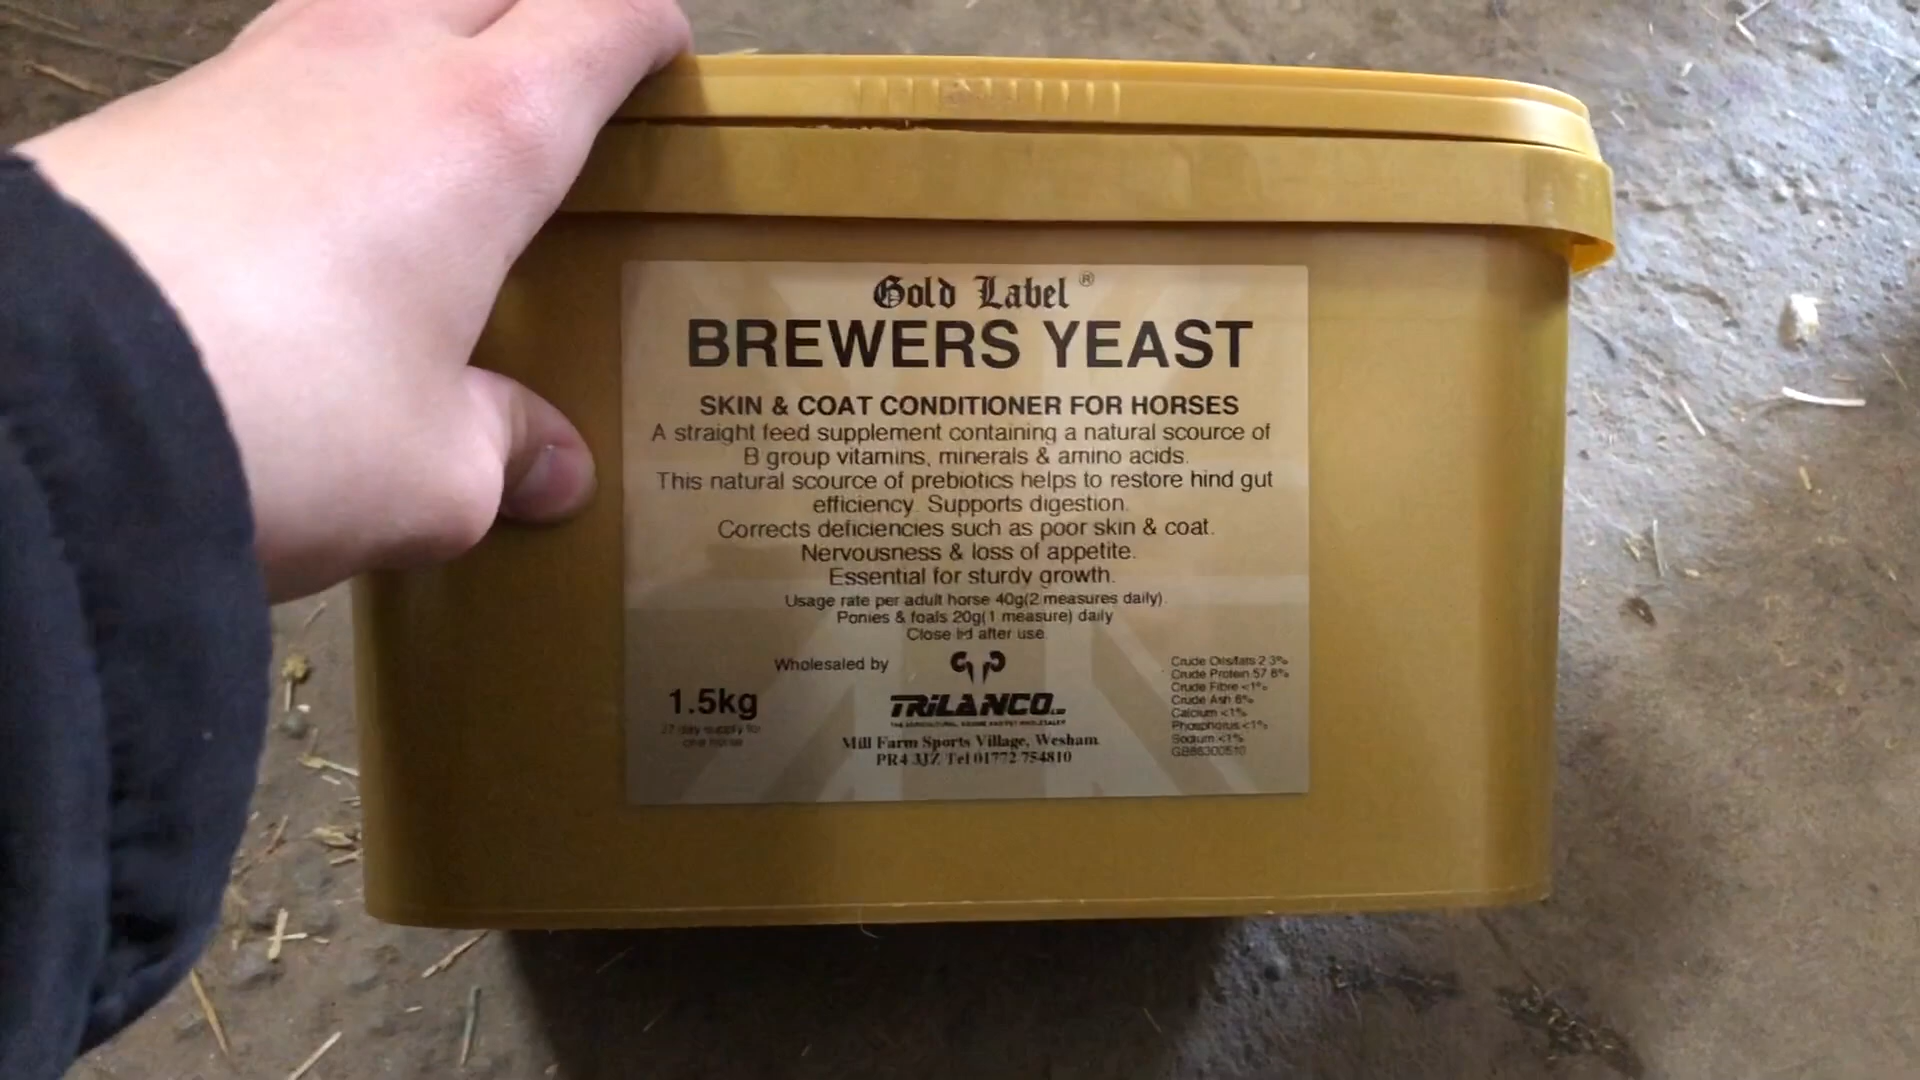 Gold Label ®
BREWERS YEAST
SKIN & COAT CONDITIONER FOR HORSES
A straight feed supplement containing a natural scource of
B group vitamins, minerals & amino acids.
This natural scource of prebiotics helps to restore hind gut
efficiency. Supports digestion.
Corrects deficiencies such as poor skin & coat.
Nervousness & loss of appetite.
Essential for sturdy growth.
Usage rate per adult horse 40g(2 measures daily).
Ponies & foals 20g(1 measure) daily
Close lid after use.
Wholesaled by
TRILANCO LTD
THE AGRICULTURAL, EQUINE AND PET WHOLESALER
Mill Farm Sports Village, Wesham
PR4 3JZ Tel 01772 754810
1.5kg
27 day supply for
one horse
Crude Oils/fats 2.3%
Crude Protein 57.8%
Crude Fibre <1%
Crude Ash 6%
Calcium <1%
Phosphorus <1%
Sodium <1%